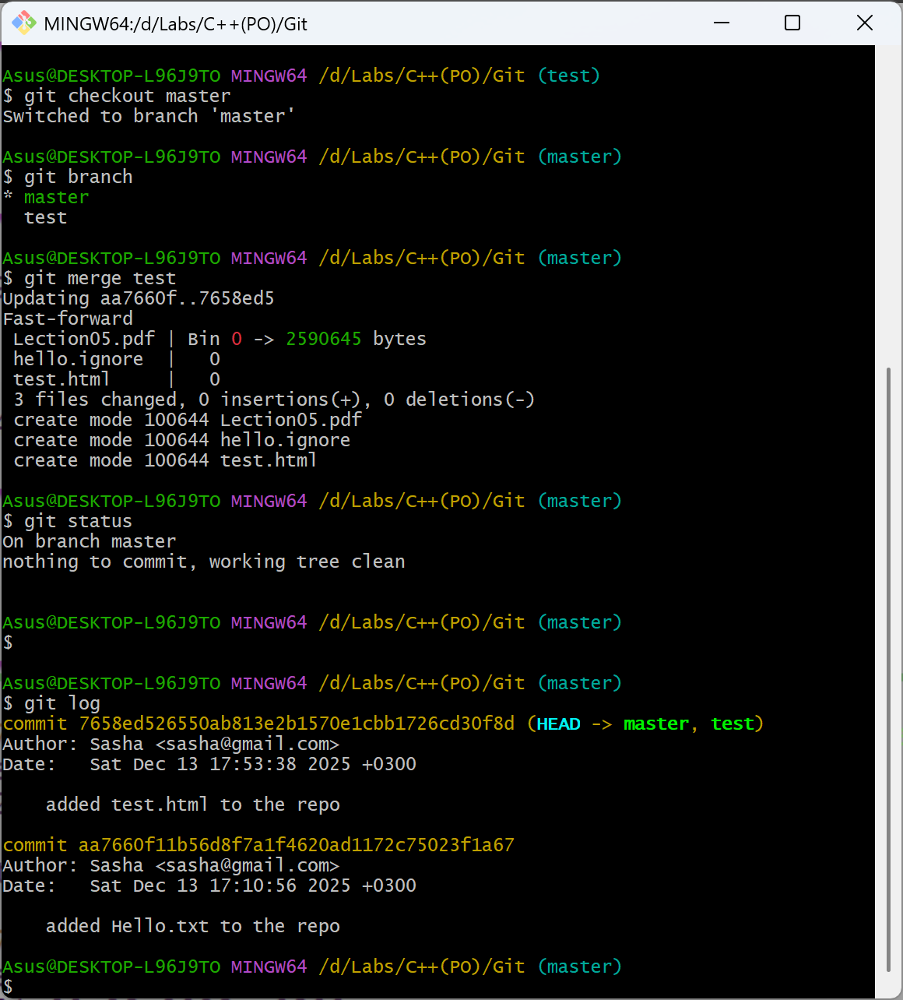 MINGW64:/d/Labs/C++(PO)/Git
Asus@DESKTOP-L96J9TO MINGW64 /d/Labs/C++(PO)/Git (test)
$ git checkout master
Switched to branch 'master'
Asus@DESKTOP-L96J9TO MINGW64 /d/Labs/C++(PO)/Git (master)
$ git branch
* master
  test
Asus@DESKTOP-L96J9TO MINGW64 /d/Labs/C++(PO)/Git (master)
$ git merge test
Updating aa7660f..7658ed5
Fast-forward
 Lection05.pdf | Bin 0 -> 2590645 bytes
 hello.ignore  |   0
 test.html     |   0
 3 files changed, 0 insertions(+), 0 deletions(-)
 create mode 100644 Lection05.pdf
 create mode 100644 hello.ignore
 create mode 100644 test.html
Asus@DESKTOP-L96J9TO MINGW64 /d/Labs/C++(PO)/Git (master)
$ git status
On branch master
nothing to commit, working tree clean
Asus@DESKTOP-L96J9TO MINGW64 /d/Labs/C++(PO)/Git (master)
$
Asus@DESKTOP-L96J9TO MINGW64 /d/Labs/C++(PO)/Git (master)
$ git log
commit 7658ed526550ab813e2b1570e1cbb1726cd30f8d (HEAD -> master, test)
Author: Sasha <sasha@gmail.com>
Date:   Sat Dec 13 17:53:38 2025 +0300
    added test.html to the repo
commit aa7660f11b56d8f7a1f4620ad1172c75023f1a67
Author: Sasha <sasha@gmail.com>
Date:   Sat Dec 13 17:10:56 2025 +0300
    added Hello.txt to the repo
Asus@DESKTOP-L96J9TO MINGW64 /d/Labs/C++(PO)/Git (master)
$